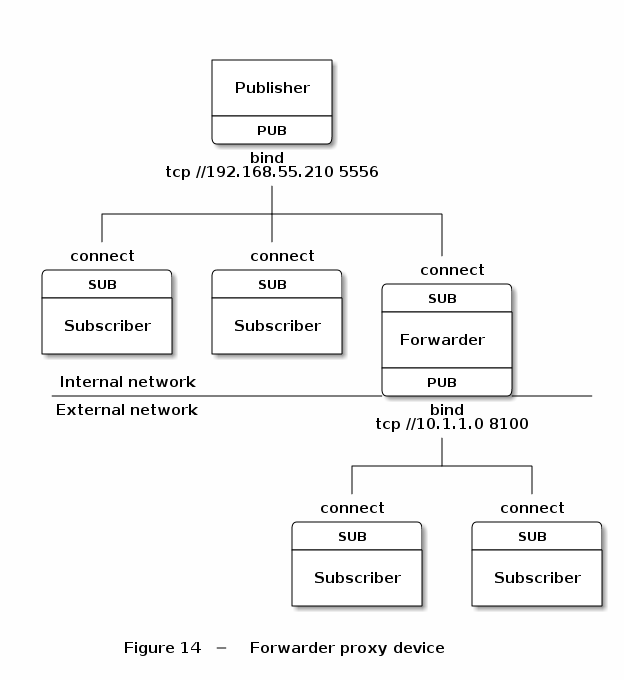 Publisher
PUB
bind
tcp //192.168.55.210 5556
connect connect connect
SUB SUB SUB
Subscriber Subscriber Forwarder
Internal network PUB
External network bind
tcp //10.1.1.0 8100
connect connect
SUB SUB
Subscriber Subscriber
Figure 14 − Forwarder proxy device